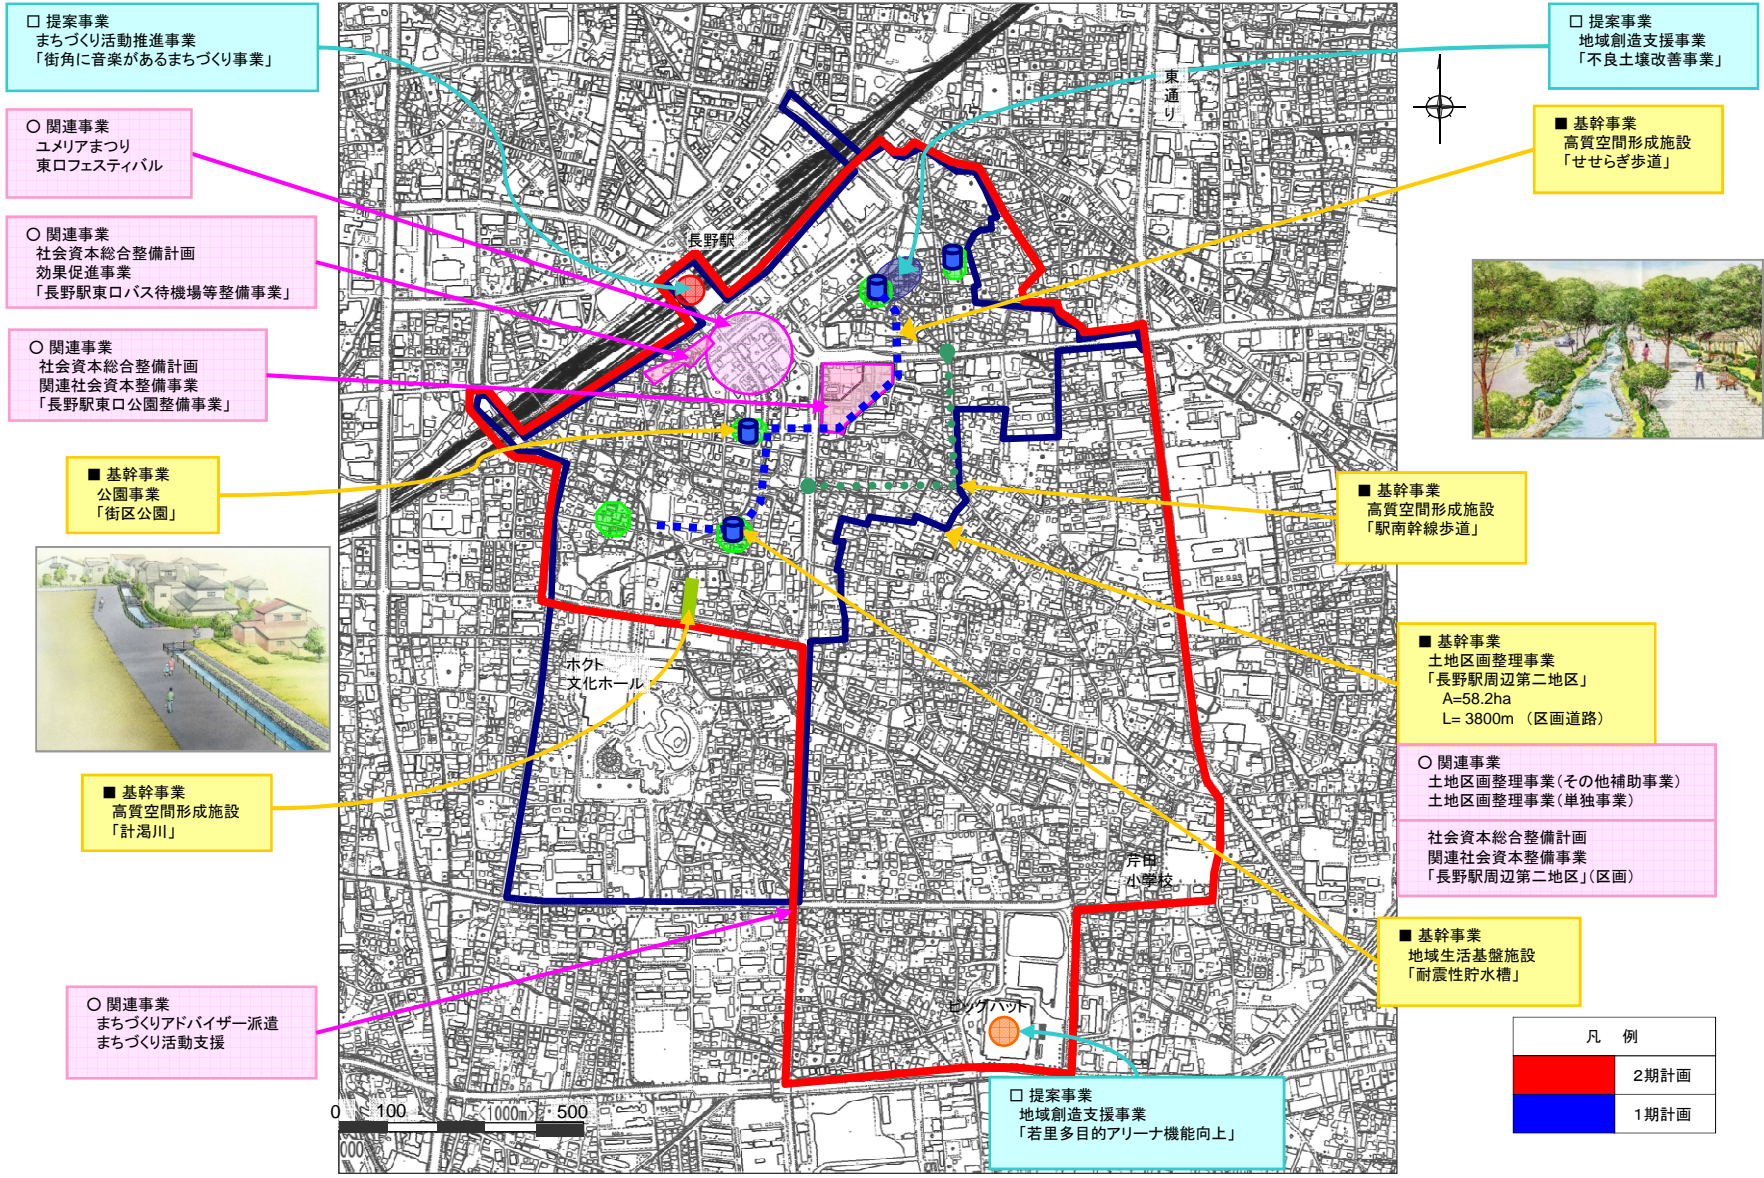 □ 提案事業
まちづくり活動推進事業
「街角に音楽があるまちづくり事業」
○ 関連事業
ユメリアまつり
東口フェスティバル
○ 関連事業
社会資本総合整備計画
効果促進事業
「長野駅東口バス待機場等整備事業」
○ 関連事業
社会資本総合整備計画
関連社会資本整備事業
「長野駅東口公園整備事業」
■ 基幹事業
公園事業
「街区公園」
■ 基幹事業
高質空間形成施設
「計渇川」
○ 関連事業
まちづくりアドバイザー派遣
まちづくり活動支援
東通り
長野駅
ホクト
文化ホール
芹田
小学校
ビッグハット
0 100 <1000m> 500
000
□ 提案事業
地域創造支援事業
「不良土壌改善事業」
■ 基幹事業
高質空間形成施設
「せせらぎ歩道」
■ 基幹事業
高質空間形成施設
「駅南幹線歩道」
■ 基幹事業
土地区画整理事業
「長野駅周辺第二地区」
A=58.2ha
L= 3800m （区画道路）
○ 関連事業
土地区画整理事業（その他補助事業）
土地区画整理事業（単独事業）
社会資本総合整備計画
関連社会資本整備事業
「長野駅周辺第二地区」（区画）
■ 基幹事業
地域生活基盤施設
「耐震性貯水槽」
□ 提案事業
地域創造支援事業
「若里多目的アリーナ機能向上」
凡 例
2期計画
1期計画